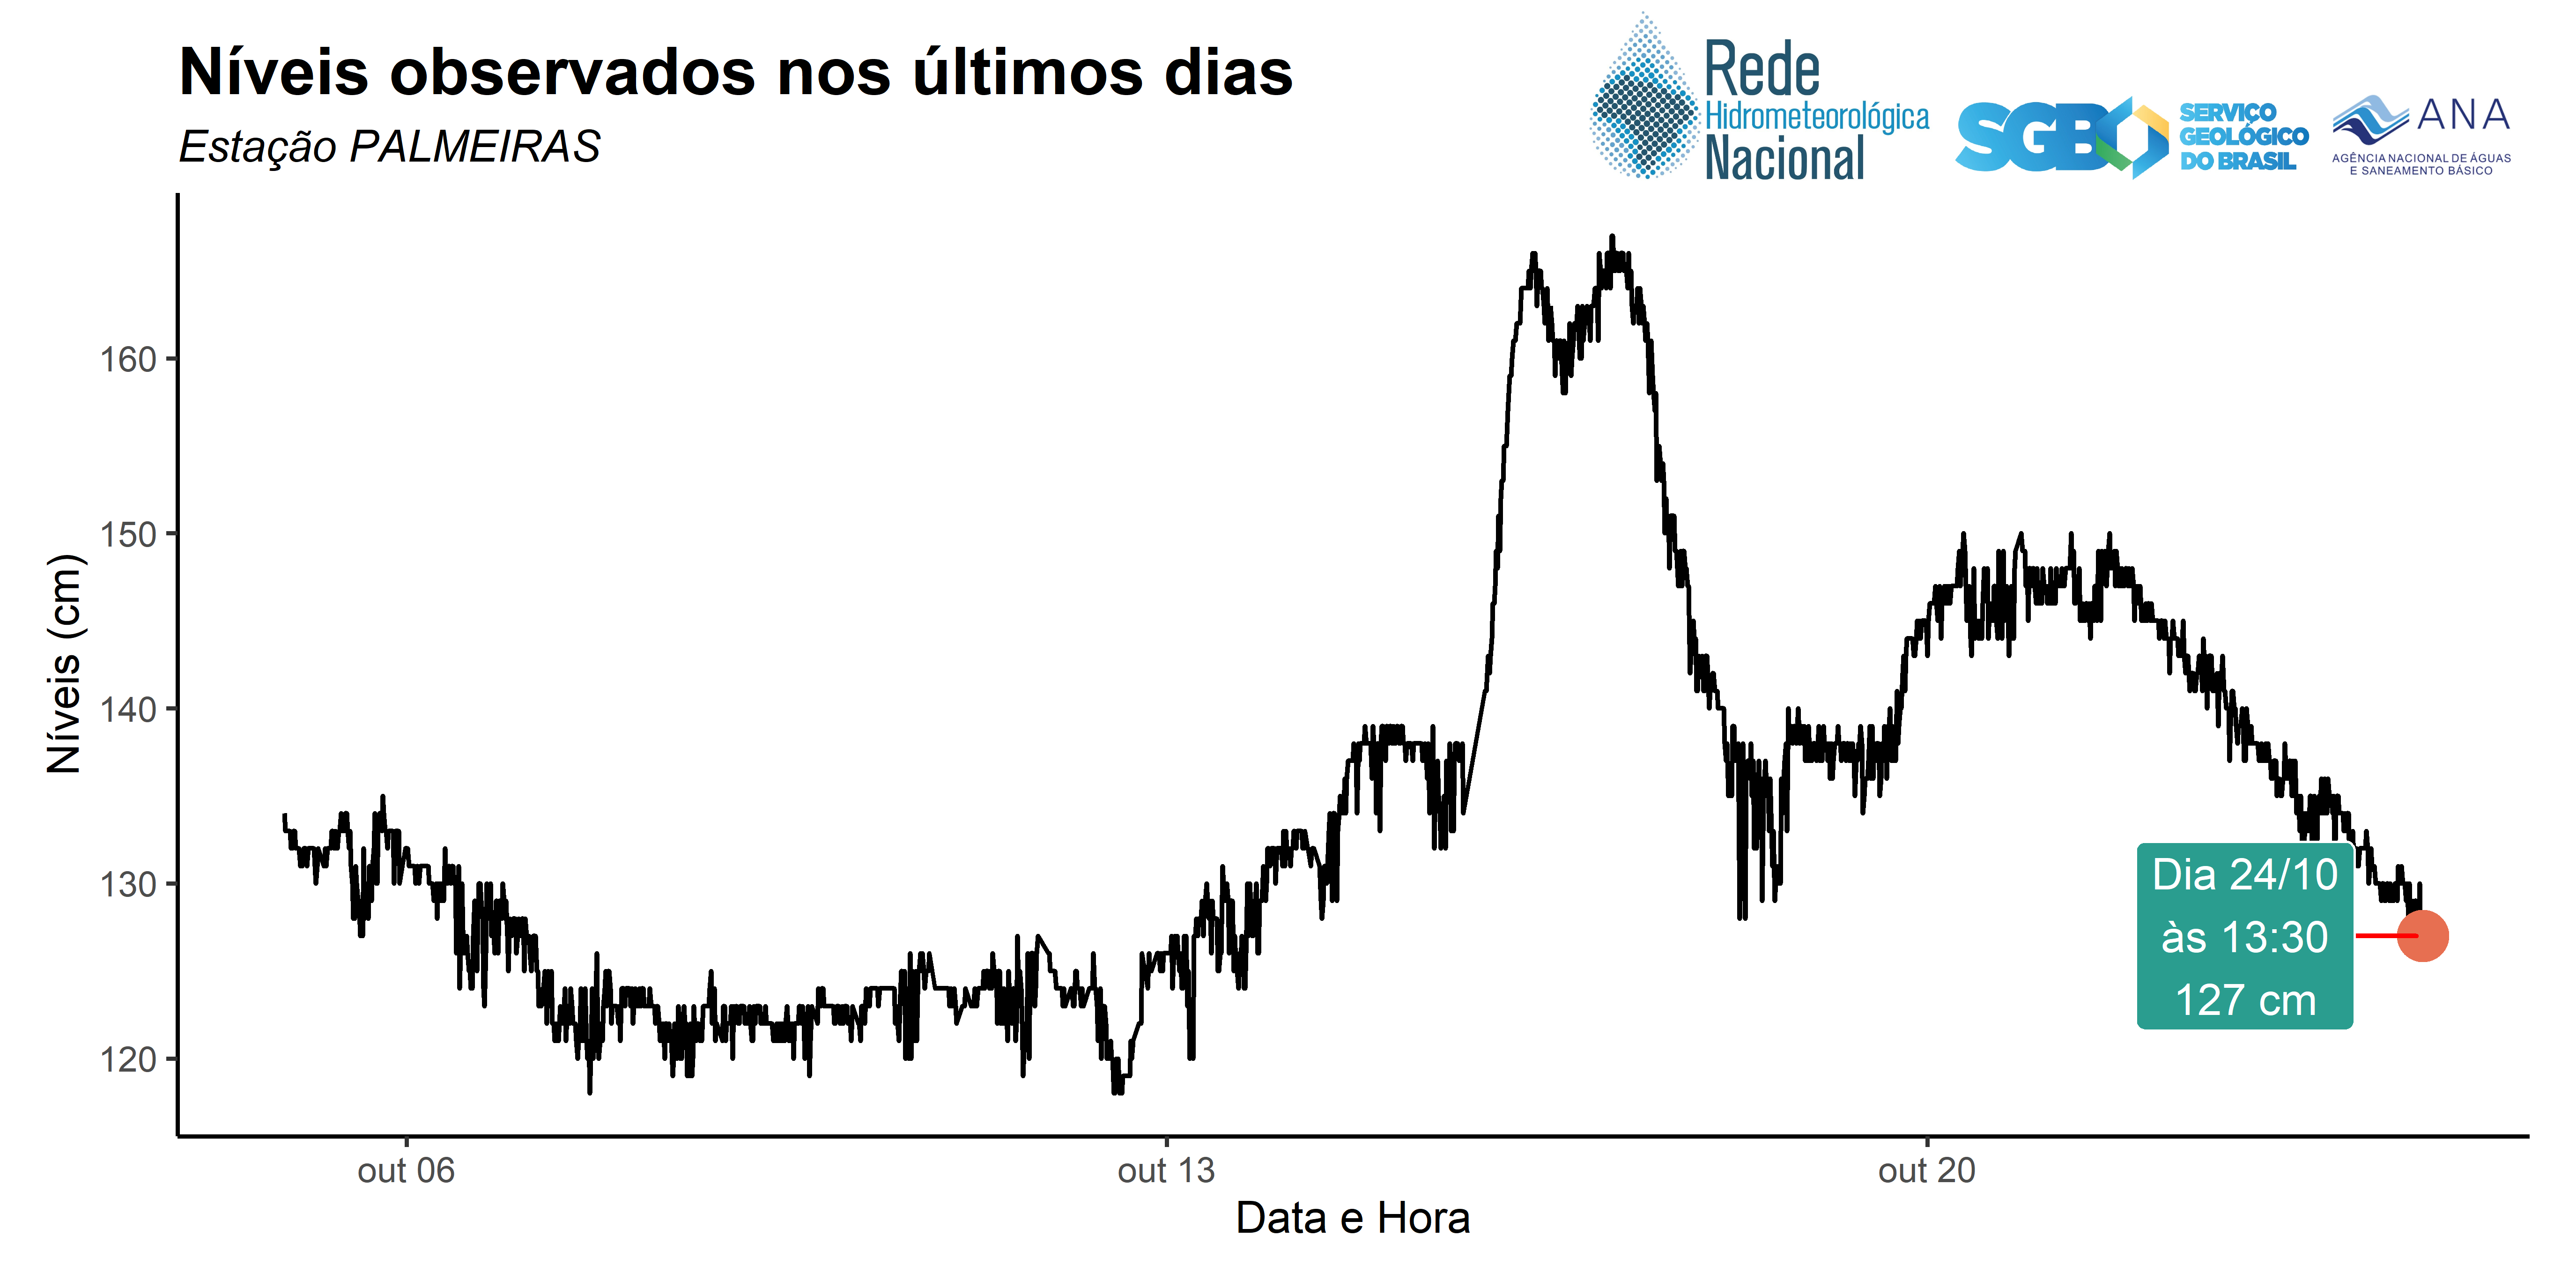 Níveis observados nos últimos dias
Estação PALMEIRAS
Rede
Hidrometeorológica
Nacional
SGB
SERVIÇO
GEOLÓGICO
DO BRASIL
ANA
AGÊNCIA NACIONAL DE ÁGUAS
E SANEAMENTO BÁSICO
Níveis (cm)
160
150
140
130
120
Dia 24/10
às 13:30
127 cm
out 06
out 13
out 20
Data e Hora